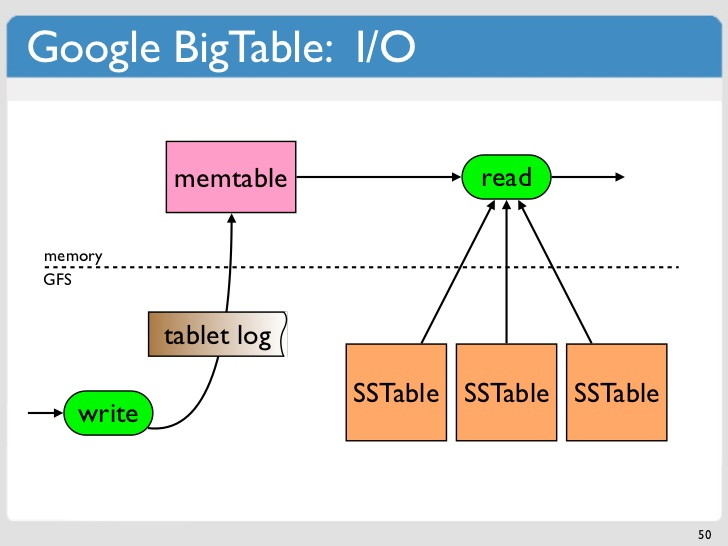 Google BigTable: I/O
memtable
read
memory
GFS
tablet log
SSTable
SSTable
SSTable
write
50